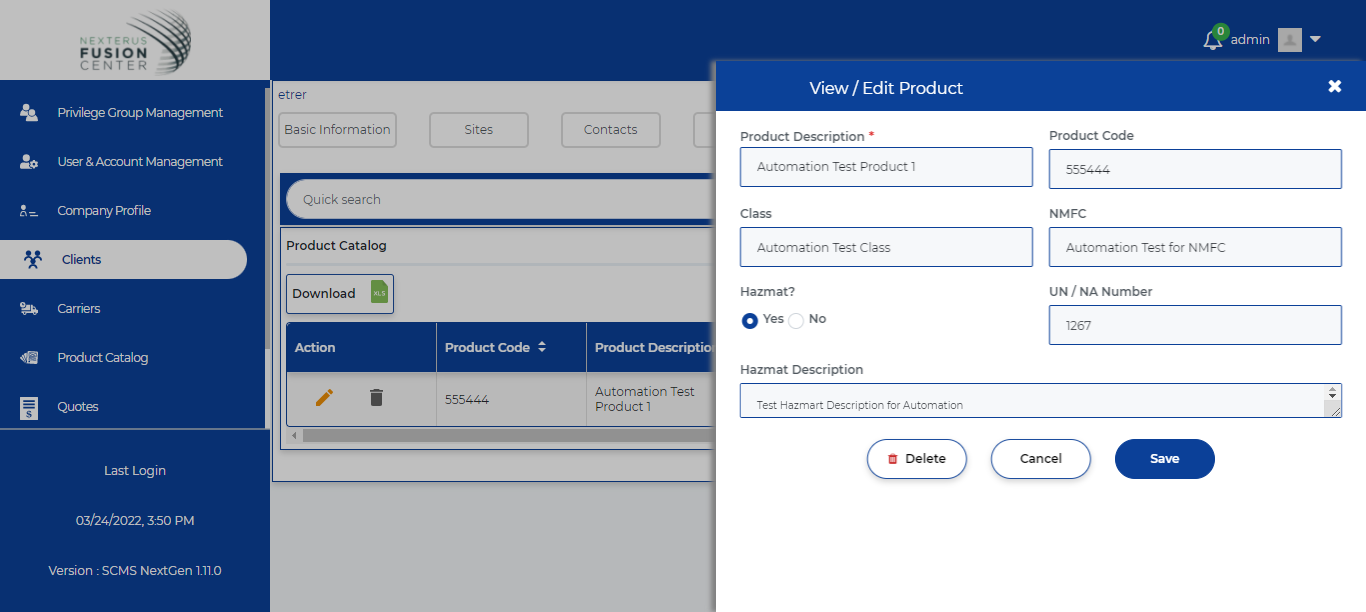 NEXTERUS
FUSION
CENTER
0
admin
Privilege Group Management
User & Account Management
Company Profile
Clients
Carriers
Product Catalog
Quotes
Last Login
03/24/2022, 3:50 PM
Version : SCMS NextGen 1.11.0
etrer
Basic Information
Sites
Contacts
Quick search
Product Catalog
Download
XLS
Action
Product Code
Product Description
555444
Automation Test
Product 1
View / Edit Product
Product Description *
Product Code
Automation Test Product 1
555444
Class
NMFC
Automation Test Class
Automation Test for NMFC
Hazmat?
UN / NA Number
Yes
No
1267
Hazmat Description
Test Hazmart Description for Automation
Delete
Cancel
Save